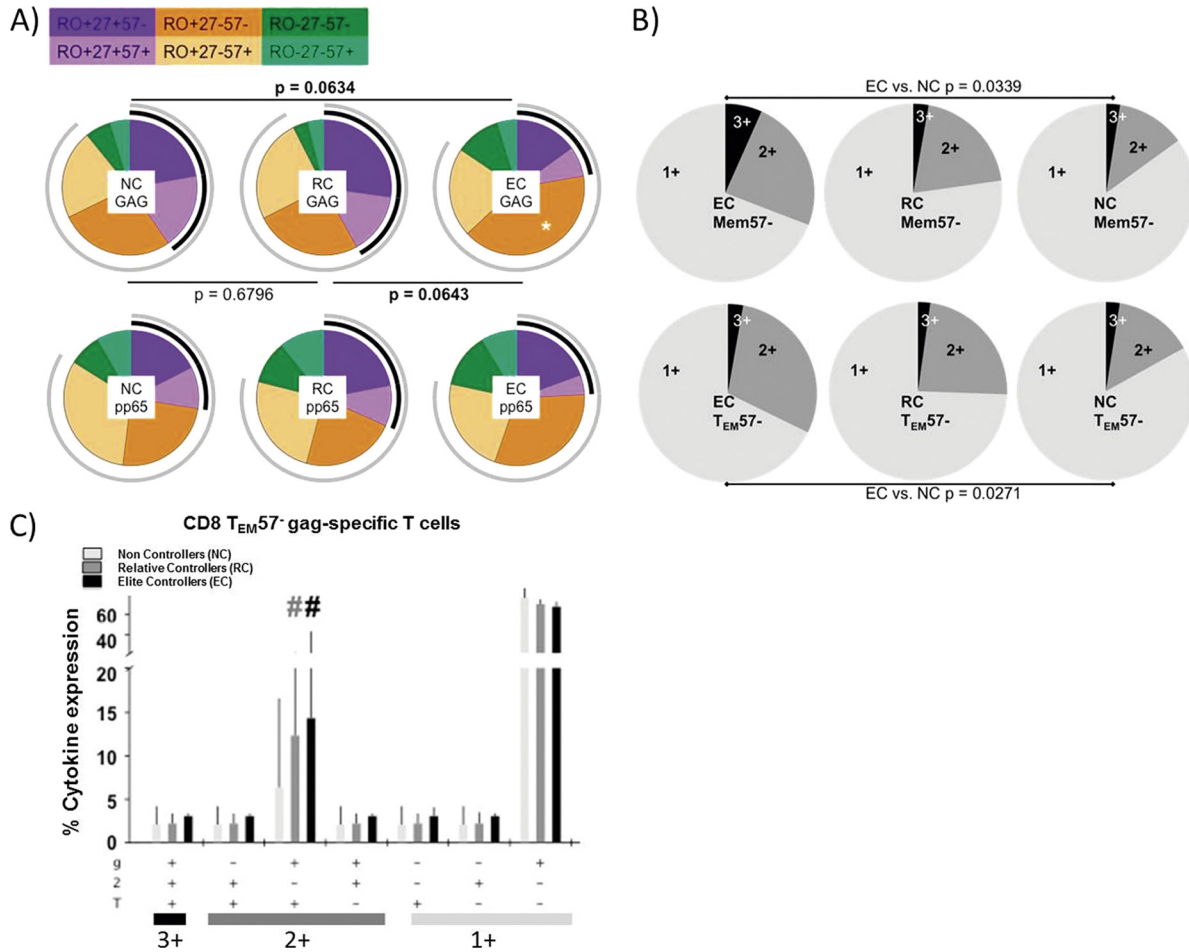 A)
RO+27+57- RO+27-57- RO-27-57-
RO+27+57+ RO+27-57+ RO-27-57+
p = 0.0634
NC GAG
RC GAG
EC GAG
*
p = 0.6796
p = 0.0643
NC pp65
RC pp65
EC pp65
B)
EC vs. NC p = 0.0339
3+ 2+ 1+
EC Mem57-
3+ 2+ 1+
RC Mem57-
3+ 2+ 1+
NC Mem57-
3+ 2+ 1+
EC TEM57-
3+ 2+ 1+
RC TEM57-
3+ 2+ 1+
NC TEM57-
EC vs. NC p = 0.0271
C)
CD8 TEM57- gag-specific T cells
Non Controllers (NC)
Relative Controllers (RC)
Elite Controllers (EC)
# #
% Cytokine expression
60
40
20
15
10
5
0
g + - + + - - +
2 + + - + - + -
T + + + - + - -
3+ 2+ 1+